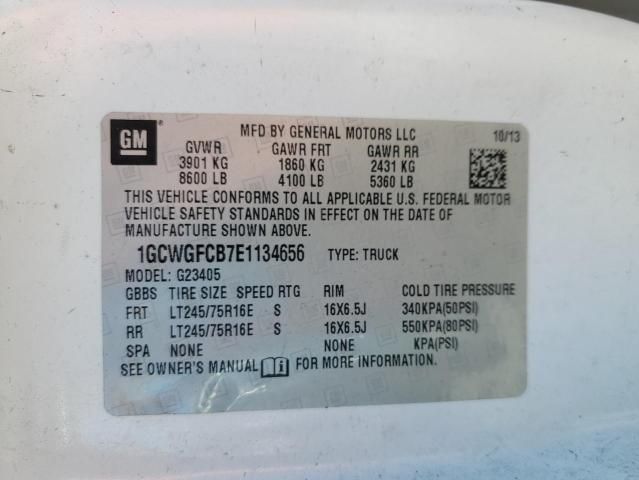 GM
MFD BY GENERAL MOTORS LLC 10/13
GVWR GAWR FRT GAWR RR
3901 KG 1860 KG 2431 KG
8600 LB 4100 LB 5360 LB
THIS VEHICLE CONFORMS TO ALL APPLICABLE U.S. FEDERAL MOTOR
VEHICLE SAFETY STANDARDS IN EFFECT ON THE DATE OF
MANUFACTURE SHOWN ABOVE.
1GCWGFCB7E1134656 TYPE: TRUCK
MODEL: G23405
GBBS TIRE SIZE SPEED RTG RIM COLD TIRE PRESSURE
FRT LT245/75R16E S 16X6.5J 340KPA(50PSI)
RR LT245/75R16E S 16X6.5J 550KPA(80PSI)
SPA NONE NONE KPA(PSI)
SEE OWNER'S MANUAL FOR MORE INFORMATION.